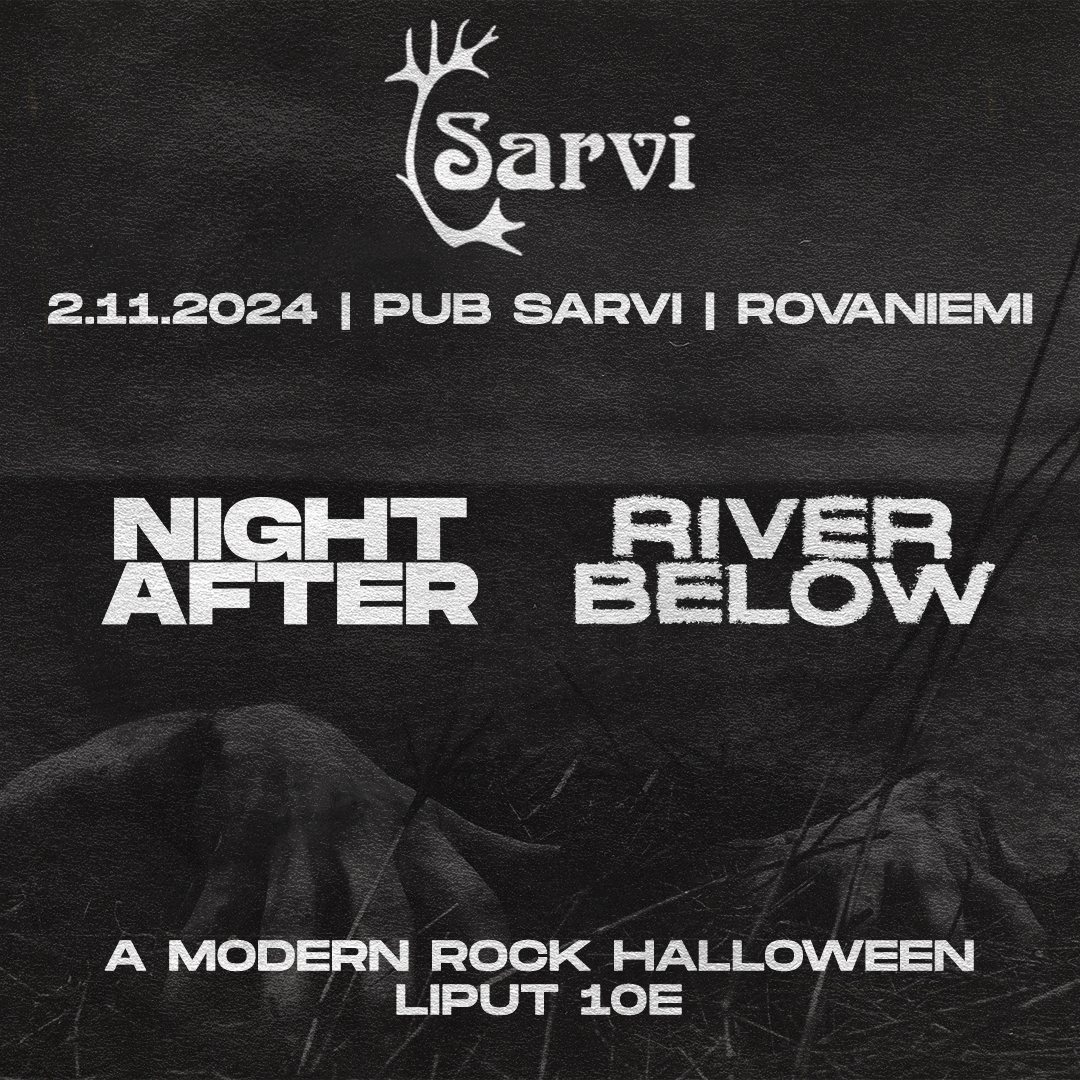 Sarvi
2.11.2024 | PUB SARVI | ROVANIEMI
NIGHT
AFTER
RIVER
BELOW
A MODERN ROCK HALLOWEEN
LIPUT 10E